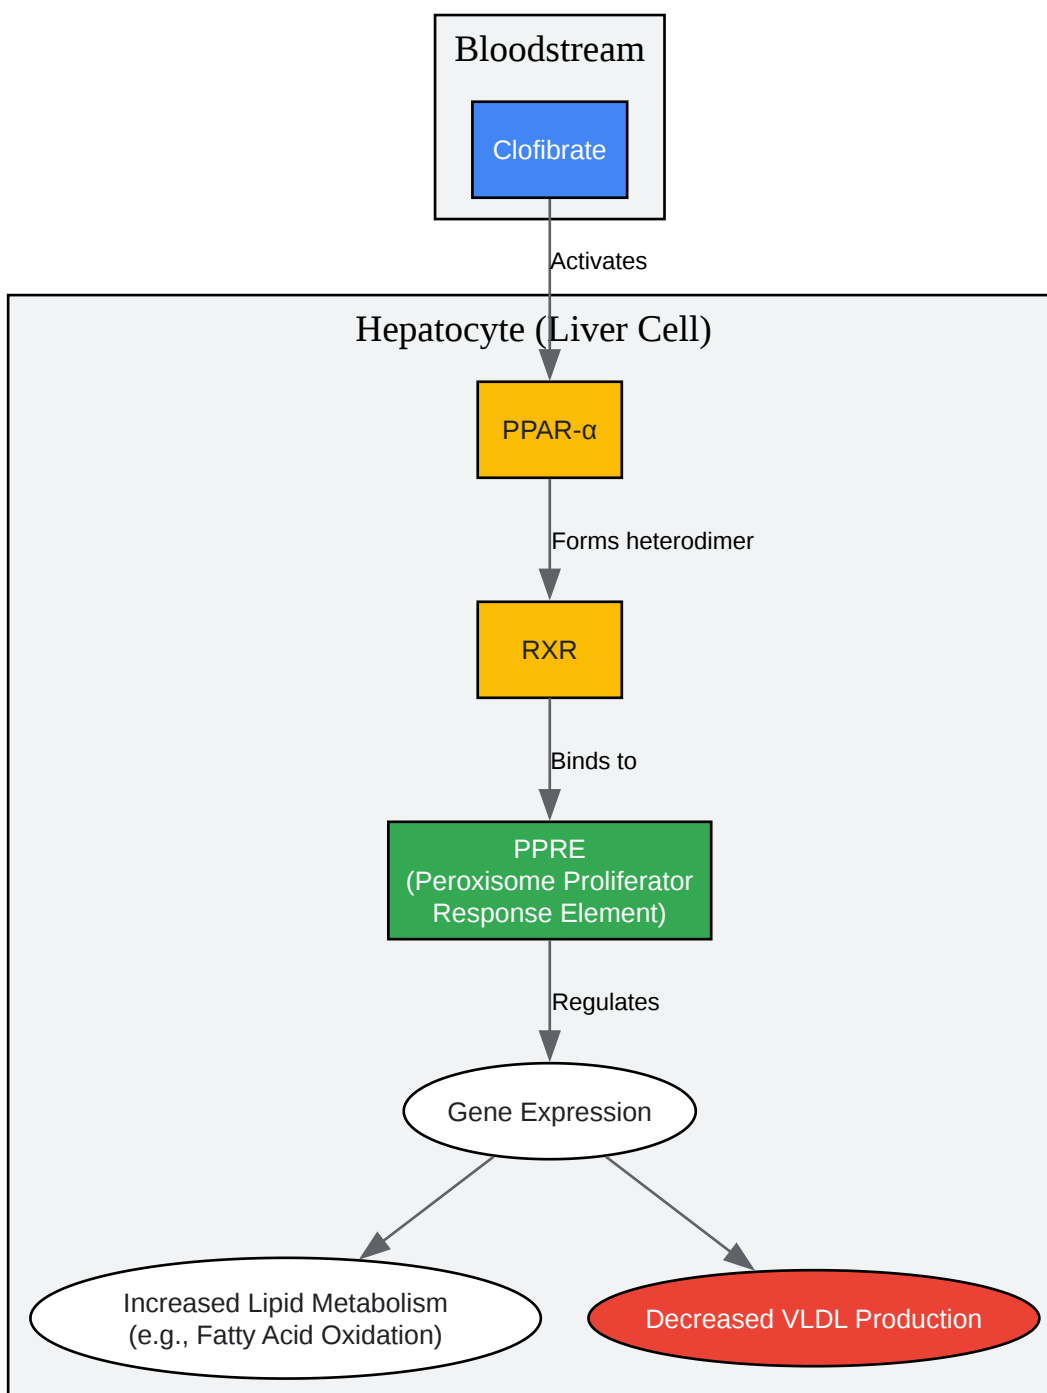 Bloodstream
Clofibrate
Activates
Hepatocyte (Liver Cell)
PPAR-α
Forms heterodimer
RXR
Binds to
PPRE
(Peroxisome Proliferator
Response Element)
Regulates
Gene Expression
Increased Lipid Metabolism
(e.g., Fatty Acid Oxidation)
Decreased VLDL Production